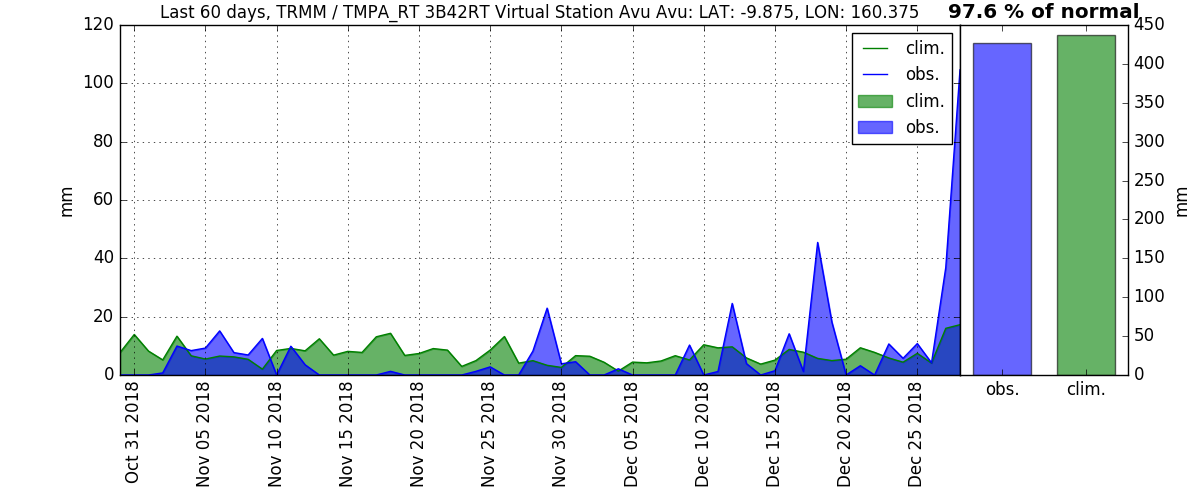 Last 60 days, TRMM / TMPA_RT 3B42RT Virtual Station Avu Avu: LAT: -9.875, LON: 160.375
97.6 % of normal
120
100
80
60
40
20
0
mm
clim.
obs.
clim.
obs.
450
400
350
300
250
200
150
100
50
0
mm
Oct 31 2018
Nov 05 2018
Nov 10 2018
Nov 15 2018
Nov 20 2018
Nov 25 2018
Nov 30 2018
Dec 05 2018
Dec 10 2018
Dec 15 2018
Dec 20 2018
Dec 25 2018
obs.
clim.